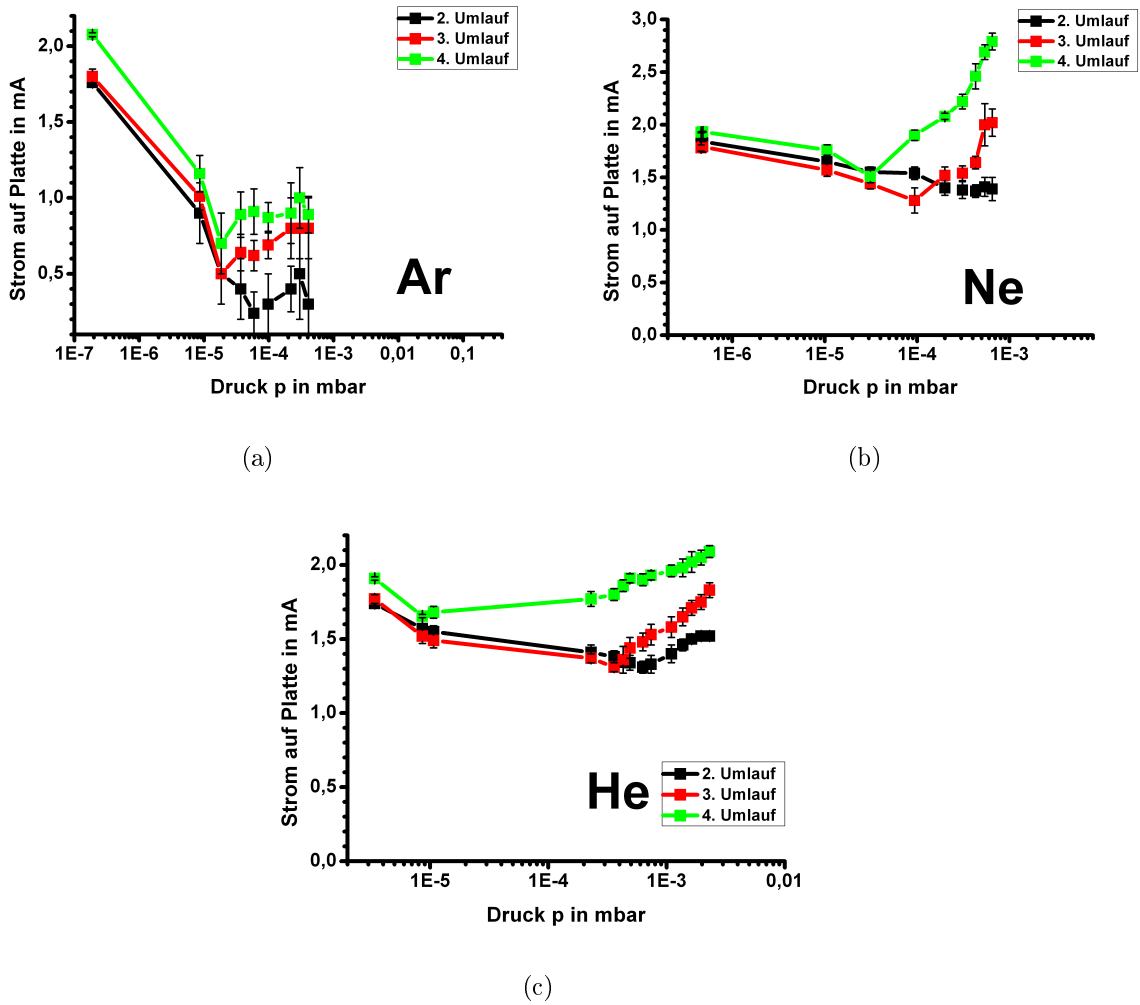 2. Umlauf
3. Umlauf
4. Umlauf
2,0
1,5
1,0
0,5
Strom auf Platte in mA
Ar
1E-7 1E-6 1E-5 1E-4 1E-3 0,01 0,1
Druck p in mbar
(a)
2. Umlauf
3. Umlauf
4. Umlauf
3,0
2,5
2,0
1,5
1,0
0,5
0,0
Strom auf Platte in mA
Ne
1E-6 1E-5 1E-4 1E-3
Druck p in mbar
(b)
2,0
1,5
1,0
0,5
0,0
Strom auf Platte in mA
He
2. Umlauf
3. Umlauf
4. Umlauf
1E-5 1E-4 1E-3 0,01
Druck p in mbar
(c)